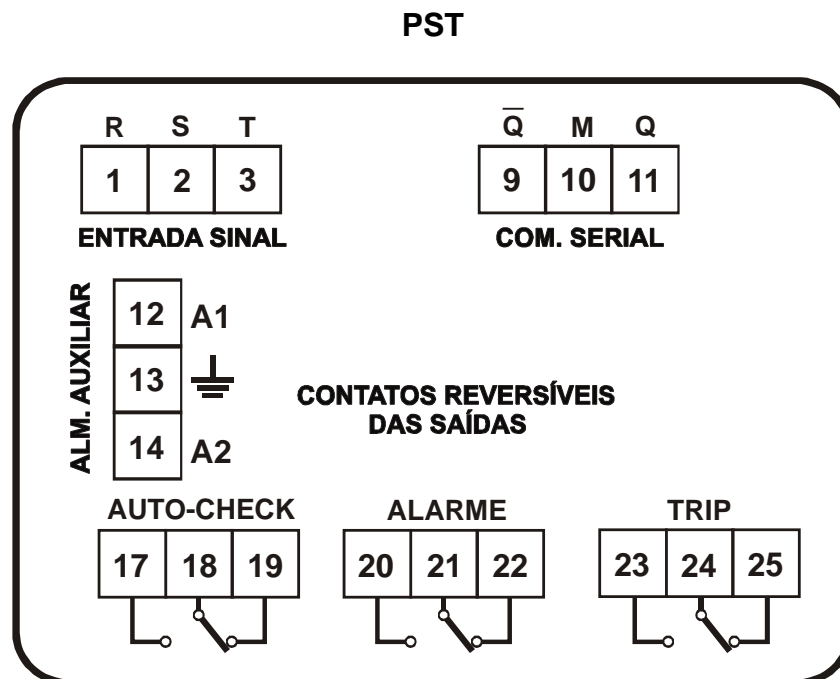 PST
R S T
1 2 3
ENTRADA SINAL
Q̅ M Q
9 10 11
COM. SERIAL
ALM. AUXILIAR
12 A1
13
14 A2
CONTATOS REVERSÍVEIS
DAS SAÍDAS
AUTO-CHECK
17 18 19
ALARME
20 21 22
TRIP
23 24 25